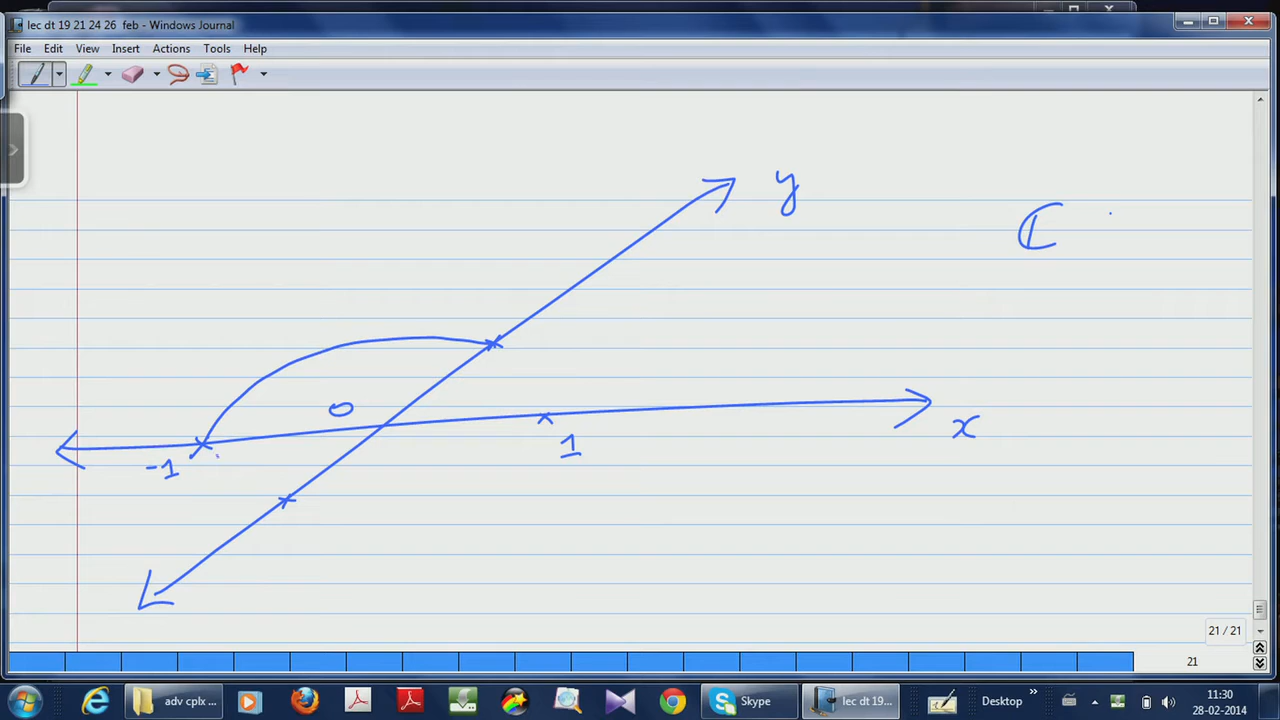 lec dt 19 21 24 26 feb - Windows Journal
File Edit View Insert Actions Tools Help
y
ℂ
0
1
x
-1
21 / 21
21
adv cplx ...
Skype
lec dt 19...
Desktop
11:30
28-02-2014